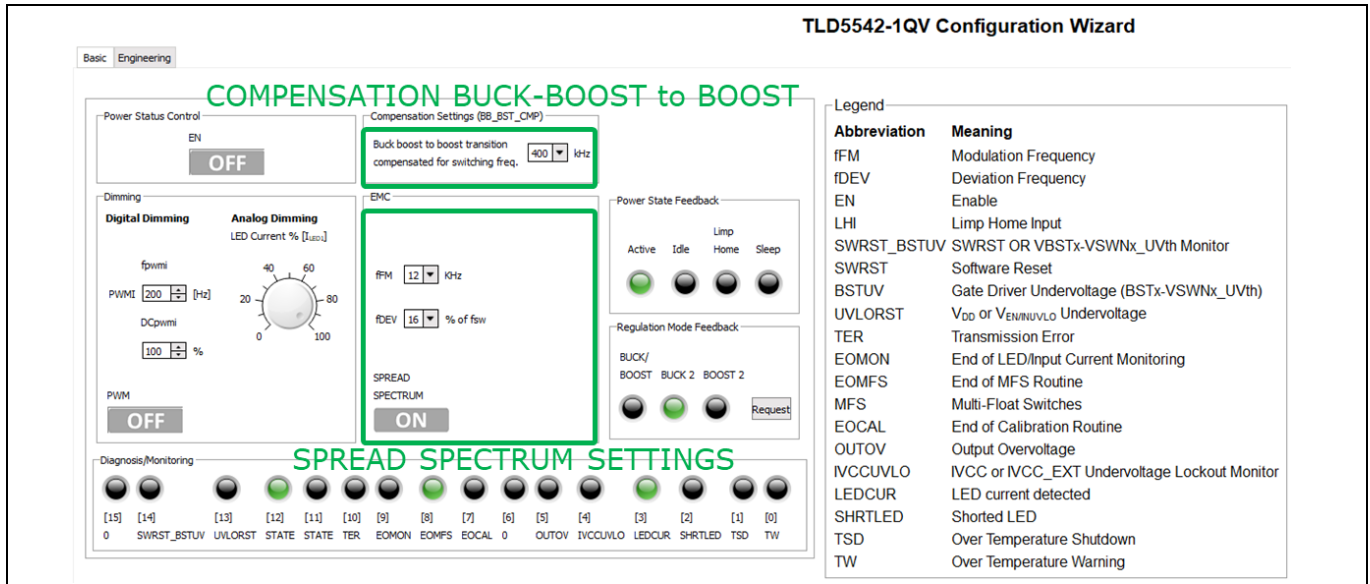 TLD5542-1QV Configuration Wizard
Basic Engineering
COMPENSATION BUCK-BOOST to BOOST
Power Status Control
EN
OFF
Compensation Settings (BB_BST_CMP)
Buck boost to boost transition
compensated for switching freq. 400 kHz
Dimming
Digital Dimming
fpwmi
PWMI 200 [Hz]
DCpwmi
100 %
PWM
OFF
Analog Dimming
LED Current % [ILED1]
0 20 40 60 80 100
EMC
fFM 12 KHz
fDEV 16 % of fsw
SPREAD
SPECTRUM
ON
Power State Feedback
Limp
Active Idle Home Sleep
Regulation Mode Feedback
BUCK/
BOOST BUCK 2 BOOST 2
Request
SPREAD SPECTRUM SETTINGS
Diagnosis/Monitoring
[15] [14] [13] [12] [11] [10] [9] [8] [7] [6] [5] [4] [3] [2] [1] [0]
0 SWRST_BSTUV UVLORST STATE STATE TER EOMON EOMFS EOCAL 0 OUTOV IVCCUVLO LEDCUR SHRTLED TSD TW
Legend
Abbreviation Meaning
fFM Modulation Frequency
fDEV Deviation Frequency
EN Enable
LHI Limp Home Input
SWRST_BSTUV SWRST OR VBSTx-VSWNx_UVth Monitor
SWRST Software Reset
BSTUV Gate Driver Undervoltage (BSTx-VSWNx_UVth)
UVLORST VDD or VEN/INUVLO Undervoltage
TER Transmission Error
EOMON End of LED/Input Current Monitoring
EOMFS End of MFS Routine
MFS Multi-Float Switches
EOCAL End of Calibration Routine
OUTOV Output Overvoltage
IVCCUVLO IVCC or IVCC_EXT Undervoltage Lockout Monitor
LEDCUR LED current detected
SHRTLED Shorted LED
TSD Over Temperature Shutdown
TW Over Temperature Warning